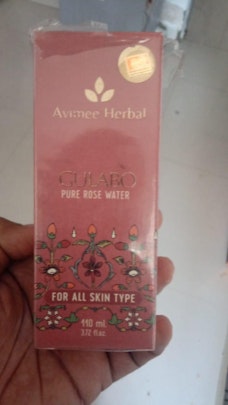 Avimee Herbal
GULABO
PURE ROSE WATER
FOR ALL SKIN TYPE
110 ml.
3.72 fl.oz.